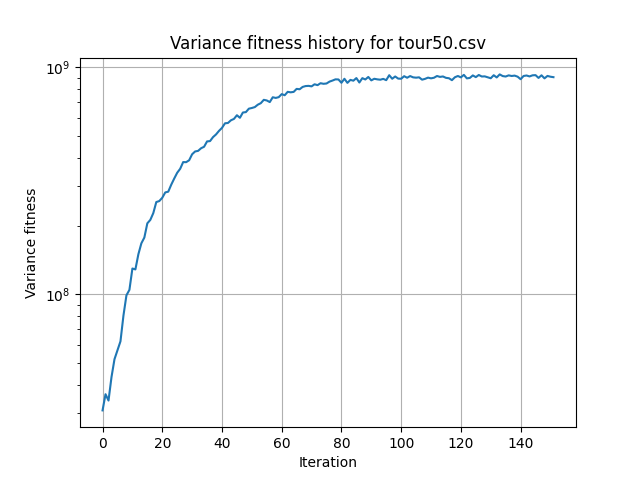 Variance fitness history for tour50.csv
10⁹
10⁸
Variance fitness
0 20 40 60 80 100 120 140
Iteration